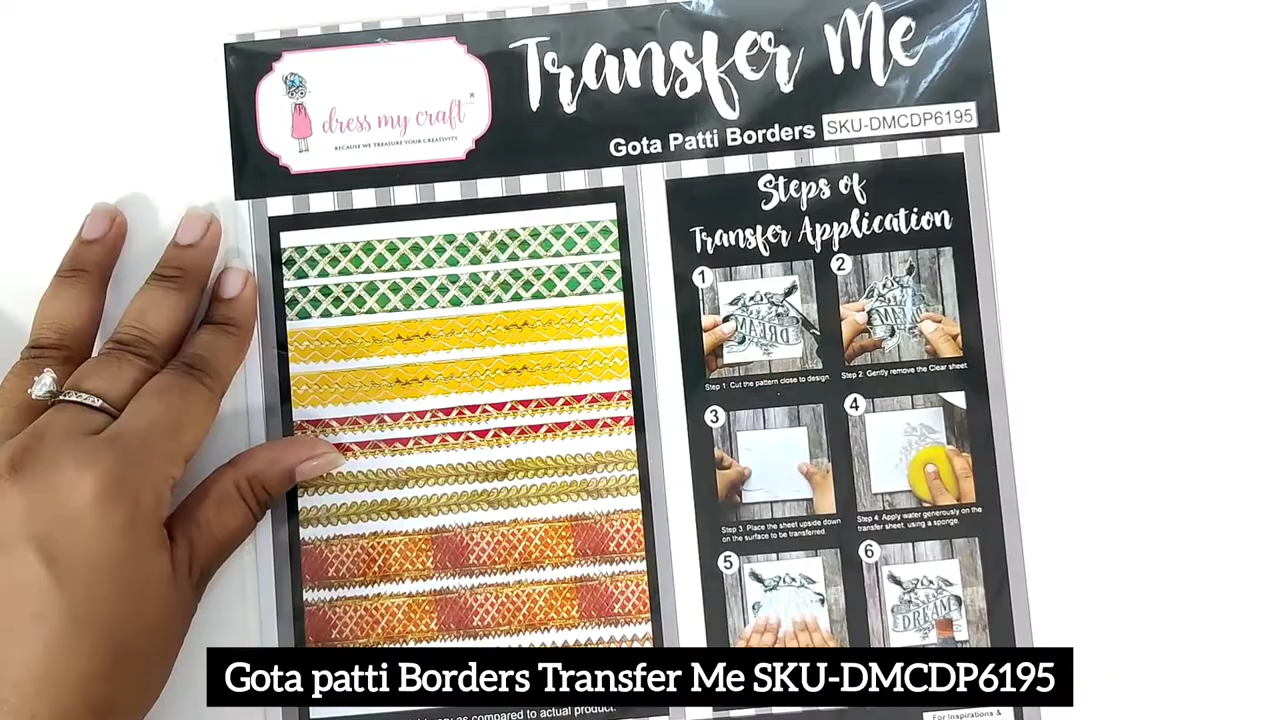 Transfer Me
dress my craft
BECAUSE WE TREASURE YOUR CREATIVITY
Gota Patti Borders SKU-DMCDP6195
Steps of
Transfer Application
1
2
DREAM
DREAM
Step 1: Cut the pattern close to design.
Step 2: Gently remove the Clear sheet.
3
4
Step 3. Place the sheet upside down
on the surface to be transferred.
Step 4. Apply water generously on the
transfer sheet, using a sponge.
5
6
DREAM
Gota patti Borders Transfer Me SKU-DMCDP6195
as compared to actual product.
For Inspirations &